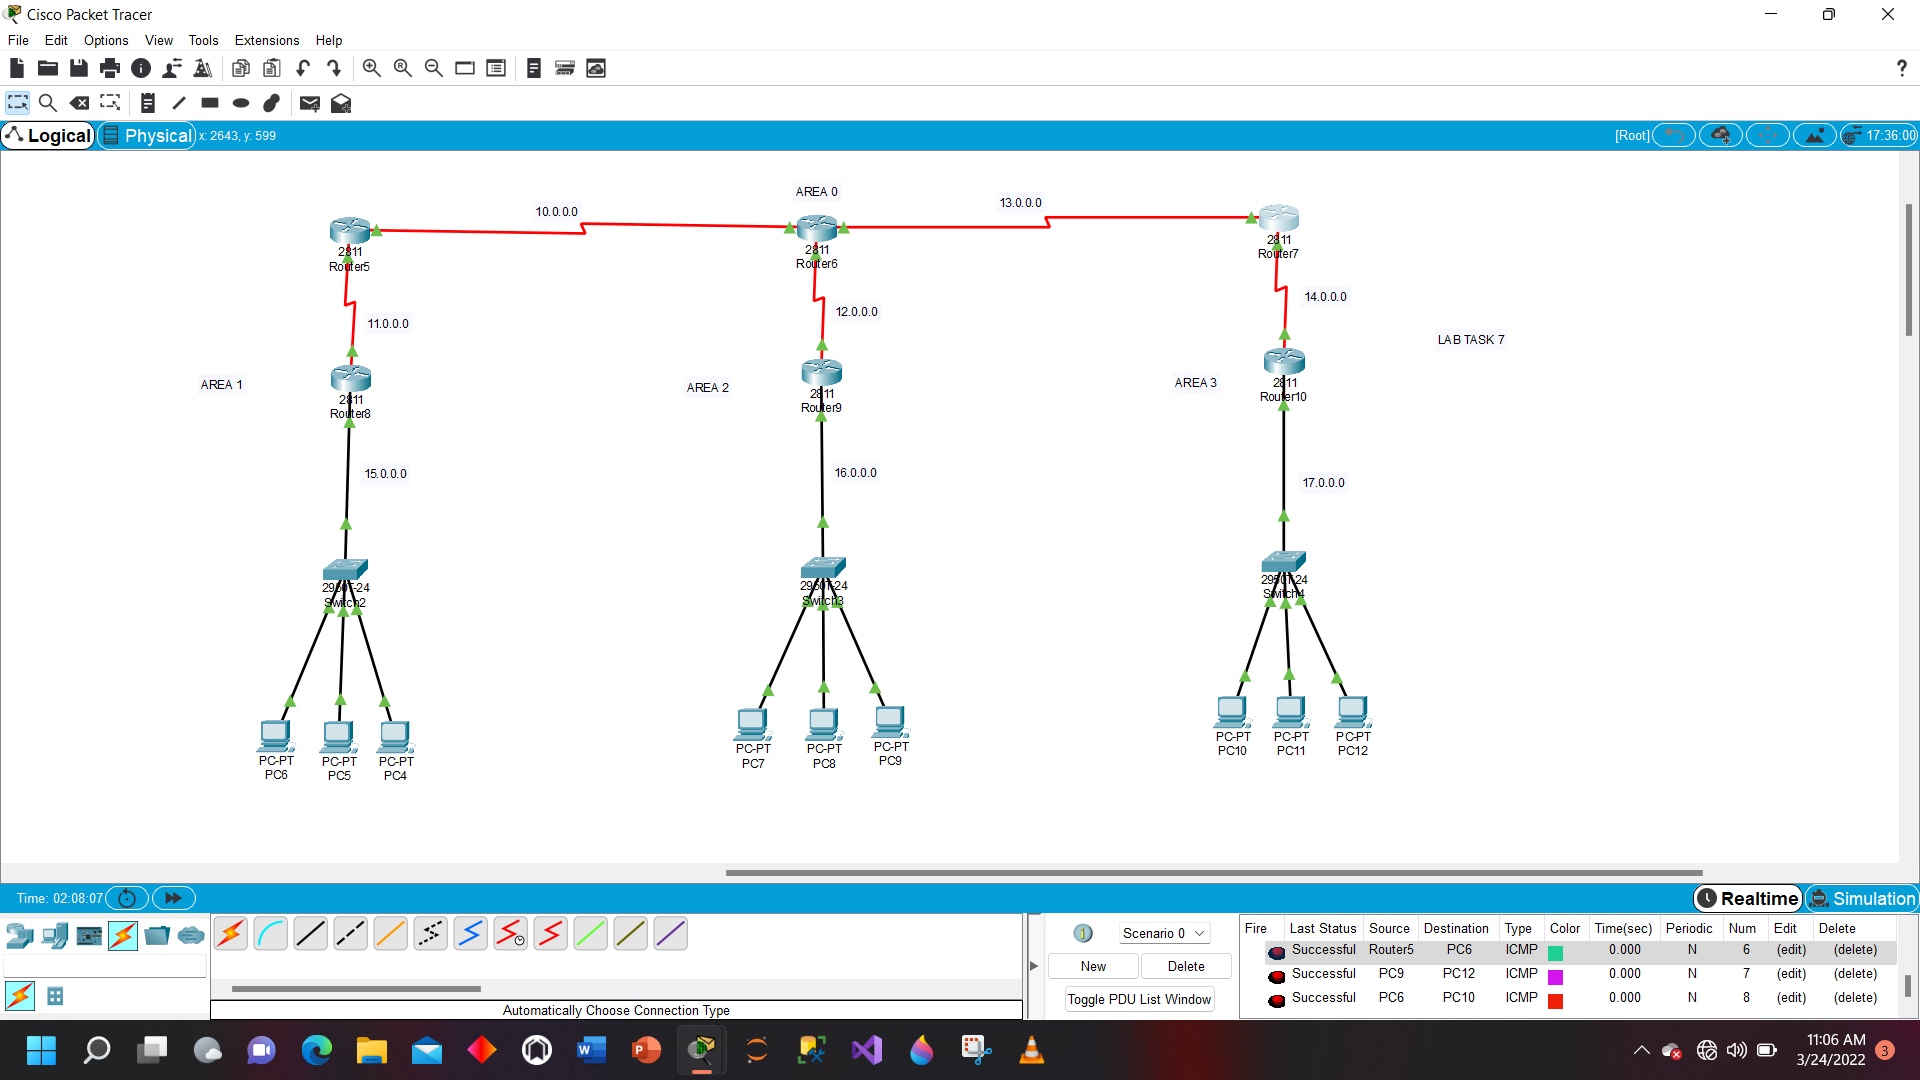 Cisco Packet Tracer
File Edit Options View Tools Extensions Help
Logical Physical x: 2643, y: 599 [Root] 17:36:00
AREA 0
10.0.0.0
13.0.0.0
2811
Router5
2811
Router6
2811
Router7
11.0.0.0
12.0.0.0
14.0.0.0
LAB TASK 7
AREA 1
2811
Router8
AREA 2
2811
Router9
AREA 3
2811
Router10
15.0.0.0
16.0.0.0
17.0.0.0
2950T-24
Switch2
2950T-24
Switch3
2950T-24
Switch4
PC-PT
PC6
PC-PT
PC5
PC-PT
PC4
PC-PT
PC7
PC-PT
PC8
PC-PT
PC9
PC-PT
PC10
PC-PT
PC11
PC-PT
PC12
Time: 02:08:07 Realtime Simulation
Automatically Choose Connection Type
Scenario 0
New Delete
Toggle PDU List Window
Fire Last Status Source Destination Type Color Time(sec) Periodic Num Edit Delete
Successful Router5 PC6 ICMP 0.000 N 6 (edit) (delete)
Successful PC9 PC12 ICMP 0.000 N 7 (edit) (delete)
Successful PC6 PC10 ICMP 0.000 N 8 (edit) (delete)
11:06 AM
3/24/2022
3